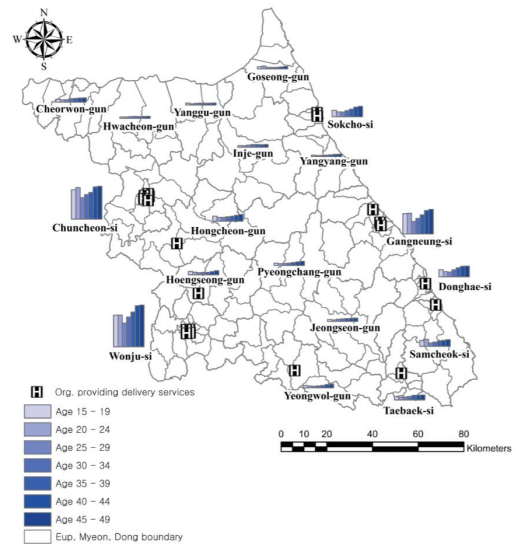 N
W E
S
Goseong-gun
Cheorwon-si
Yanggu-gun
Hwacheon-gun
Sokcho-si
Inje-gun
Yangyang-gun
Chuncheon-si
Hongcheon-gun
Gangneung-si
Hoengseong-gun
Pyeongchang-gun
Donghae-si
Wonju-si
Jeongseon-gun
Samcheok-si
Yeongwol-gun
Taebaek-si
H Org. providing delivery services
Age 15 - 19
Age 20 - 24
Age 25 - 29
Age 30 - 34
Age 35 - 39
Age 40 - 44
Age 45 - 49
Eup, Myeon, Dong boundary
0 10 20 40 60 80
Kilometers